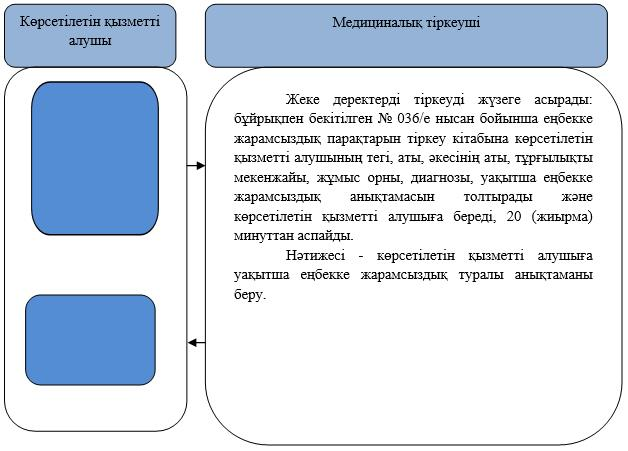 Көрсетілетін қызметті
алушы
Медициналық тіркеуші
Жеке деректерді тіркеуді жүзеге асырады:
бұйрықпен бекітілген № 036/е нысан бойынша еңбекке
жарамсыздық парақтарын тіркеу кітабына көрсетілетін
қызметті алушының тегі, аты, әкесінің аты, тұрғылықты
мекенжайы, жұмыс орны, диагнозы, уақытша еңбекке
жарамсыздық анықтамасын толтырады және
көрсетілетін қызметті алушыға береді, 20 (жиырма)
минуттан аспайды.
Нәтижесі - көрсетілетін қызметті алушыға
уақытша еңбекке жарамсыздық туралы анықтаманы
беру.